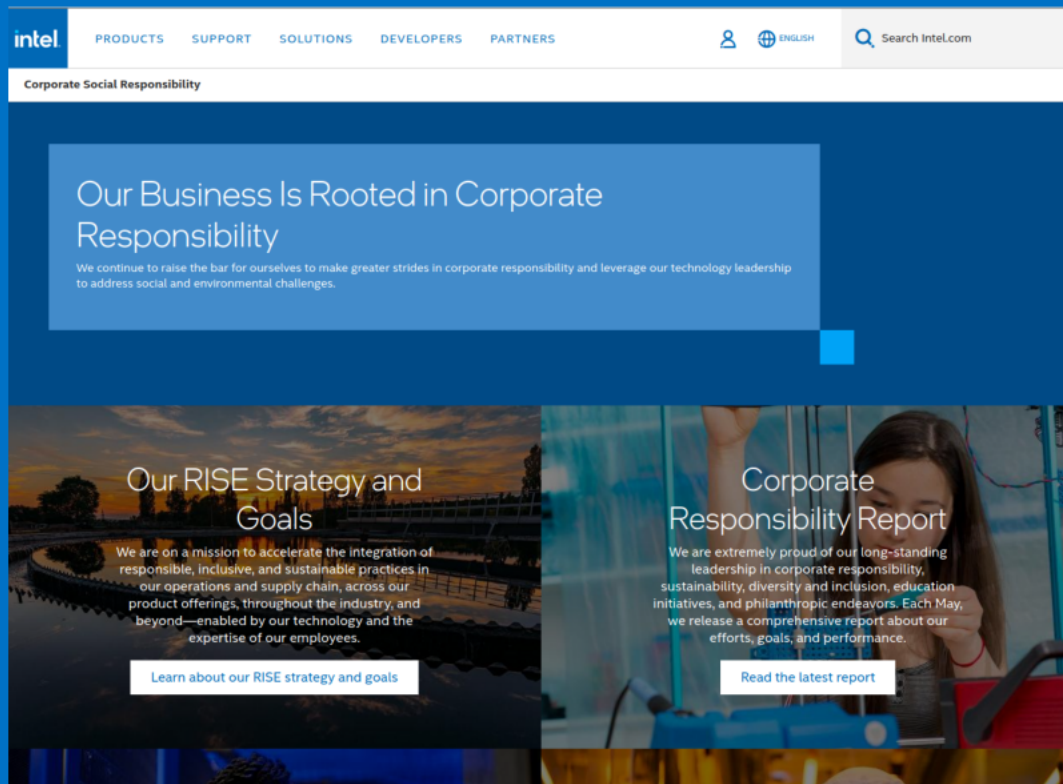 intel.
PRODUCTS SUPPORT SOLUTIONS DEVELOPERS PARTNERS ENGLISH Search Intel.com
Corporate Social Responsibility
Our Business Is Rooted in Corporate
Responsibility
We continue to raise the bar for ourselves to make greater strides in corporate responsibility and leverage our technology leadership
to address social and environmental challenges.
Our RISE Strategy and
Goals
We are on a mission to accelerate the integration of
responsible, inclusive, and sustainable practices in
our operations and supply chain, across our
product offerings, throughout the industry, and
beyond—enabled by our technology and the
expertise of our employees.
Learn about our RISE strategy and goals
Corporate
Responsibility Report
We are extremely proud of our long-standing
leadership in corporate responsibility,
sustainability, diversity and inclusion, education
initiatives, and philanthropic endeavors. Each May,
we release a comprehensive report about our
efforts, goals, and performance.
Read the latest report